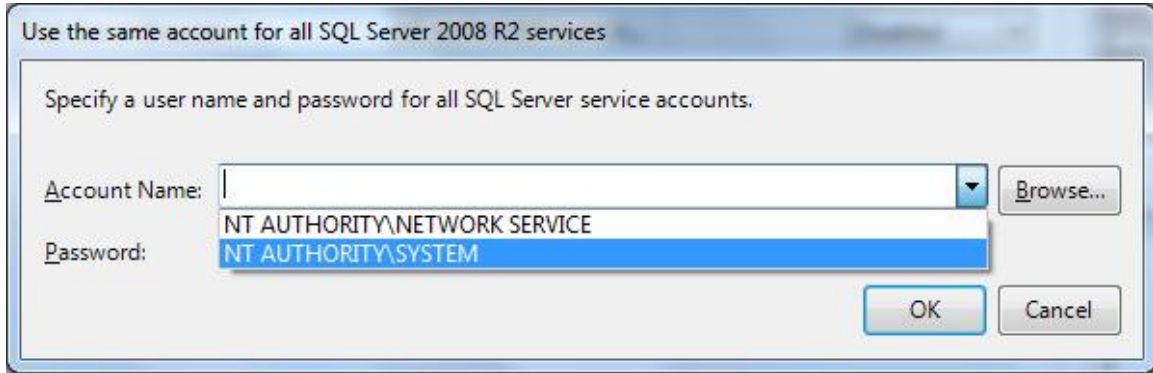 Use the same account for all SQL Server 2008 R2 services
Specify a user name and password for all SQL Server service accounts.
Account Name:
Browse...
NT AUTHORITY\NETWORK SERVICE
Password:
NT AUTHORITY\SYSTEM
OK
Cancel